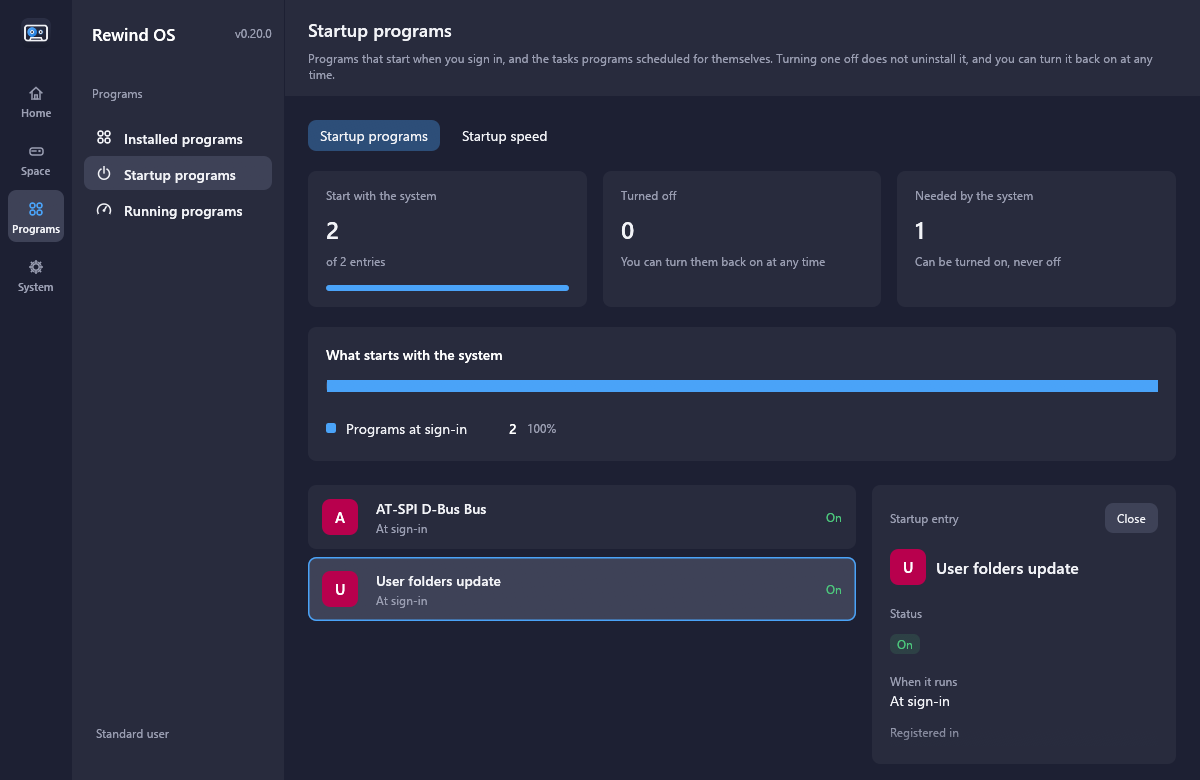 Rewind OS
v0.20.0
Home
Space
Programs
System
Programs
Installed programs
Startup programs
Running programs
Standard user
Startup programs
Programs that start when you sign in, and the tasks programs scheduled for themselves. Turning one off does not uninstall it, and you can turn it back on at any
time.
Startup programs
Startup speed
Start with the system
2
of 2 entries
Turned off
0
You can turn them back on at any time
Needed by the system
1
Can be turned on, never off
What starts with the system
Programs at sign-in 2 100%
A
AT-SPI D-Bus Bus
At sign-in
On
U
User folders update
At sign-in
On
Startup entry
Close
U
User folders update
Status
On
When it runs
At sign-in
Registered in